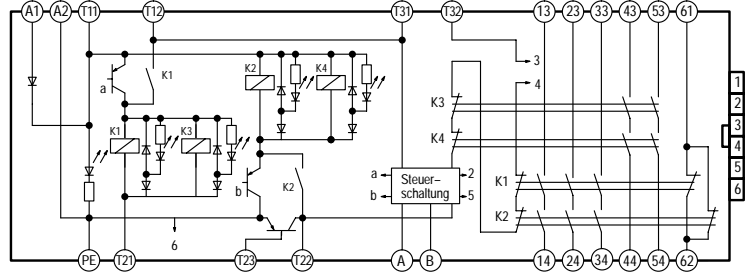 A1 A2 T11 T12 T31 T32 13 23 33 43 53 61
a K1 K2 K4 3
4
K1 K3 K3
K4
b K2 a Steuer– 2
b schaltung 5
K1
K2
6
1
2
3
4
5
6
PE T21 T23 T22 A B 14 24 34 44 54 62